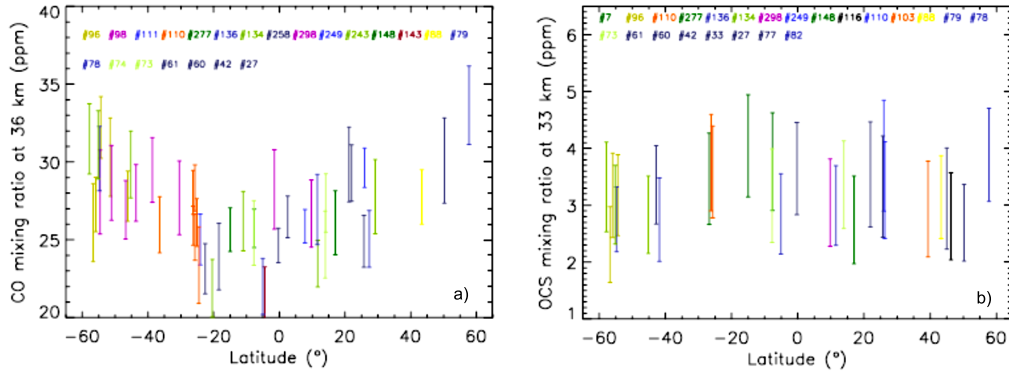 #96 #98 #111 #110 #277 #136 #134 #258 #298 #249 #243 #148 #143 #68 #79
#78 #74 #73 #61 #60 #42 #27
CO mixing ratio at 36 km (ppm)
40
35
30
25
20
a)
−60 −40 −20 0 20 40 60
Latitude (°)
#7 #96 #110 #277 #136 #134 #298 #249 #148 #116 #110 #103 #68 #79 #78
#73 #61 #60 #42 #33 #27 #77 #82
OCS mixing ratio at 33 km (ppm)
6
5
4
3
2
1
b)
−60 −40 −20 0 20 40 60
Latitude (°)